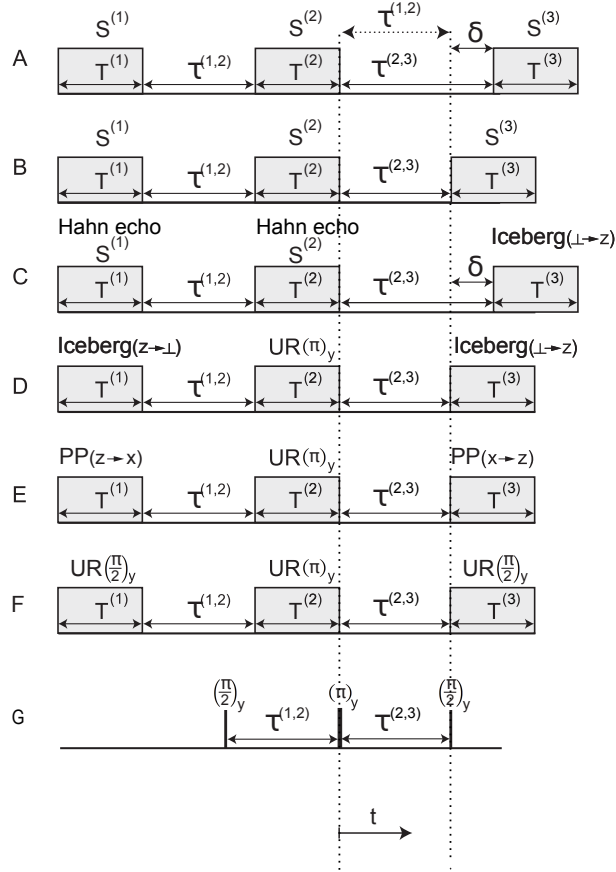 τ(1,2)
S(1) S(2) δ S(3)
A T(1) τ(1,2) T(2) τ(2,3) T(3)
S(1) S(2) S(3)
B T(1) τ(1,2) T(2) τ(2,3) T(3)
Hahn echo Hahn echo Iceberg(⊥→z)
S(1) S(2)
C T(1) τ(1,2) T(2) τ(2,3) δ T(3)
Iceberg(z→⊥) UR(π)y Iceberg(⊥→z)
D T(1) τ(1,2) T(2) τ(2,3) T(3)
PP(z→x) UR(π)y PP(x→z)
E T(1) τ(1,2) T(2) τ(2,3) T(3)
UR(π/2)y UR(π)y UR(π/2)y
F T(1) τ(1,2) T(2) τ(2,3) T(3)
(π/2)y (π)y (π/2)y
G τ(1,2) τ(2,3)
t